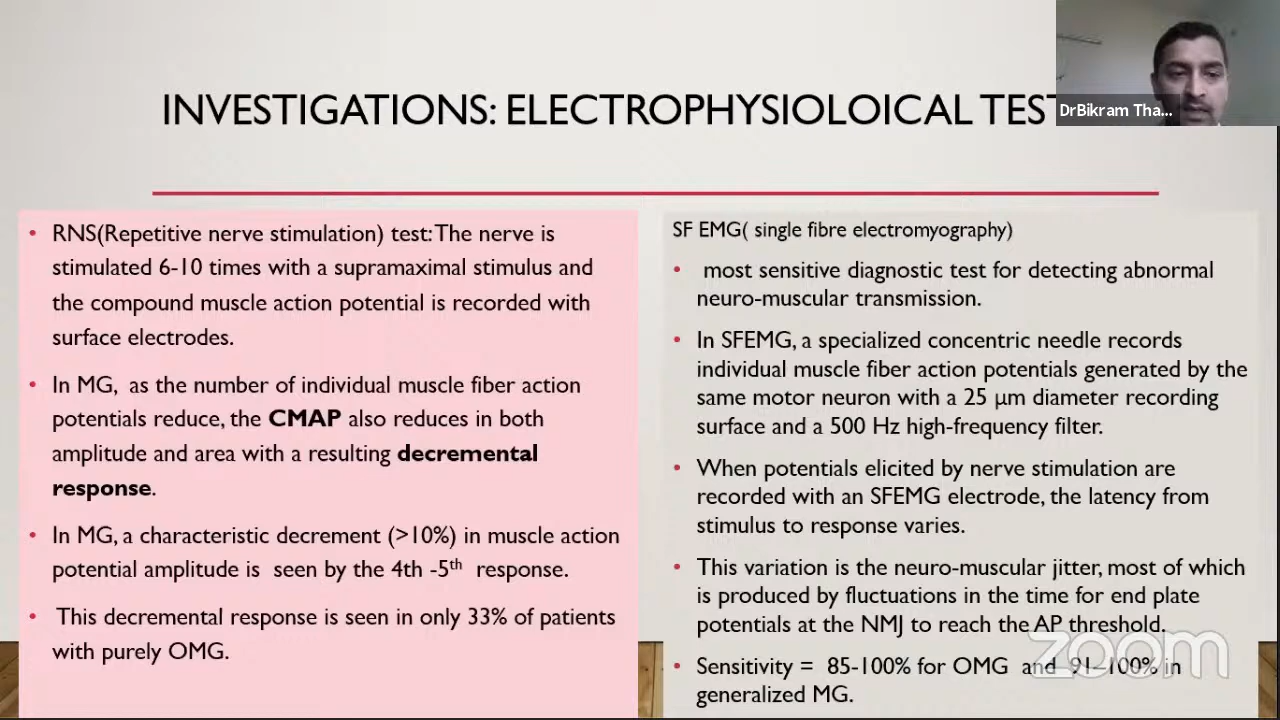 INVESTIGATIONS: ELECTROPHYSIOLOICAL TES
DrBikram Tha...
• RNS(Repetitive nerve stimulation) test:The nerve is
stimulated 6-10 times with a supramaximal stimulus and
the compound muscle action potential is recorded with
surface electrodes.
• In MG, as the number of individual muscle fiber action
potentials reduce, the CMAP also reduces in both
amplitude and area with a resulting decremental
response.
• In MG, a characteristic decrement (>10%) in muscle action
potential amplitude is seen by the 4th -5th response.
• This decremental response is seen in only 33% of patients
with purely OMG.
SF EMG( single fibre electromyography)
• most sensitive diagnostic test for detecting abnormal
neuro-muscular transmission.
• In SFEMG, a specialized concentric needle records
individual muscle fiber action potentials generated by the
same motor neuron with a 25 μm diameter recording
surface and a 500 Hz high-frequency filter.
• When potentials elicited by nerve stimulation are
recorded with an SFEMG electrode, the latency from
stimulus to response varies.
• This variation is the neuro-muscular jitter, most of which
is produced by fluctuations in the time for end plate
potentials at the NMJ to reach the AP threshold.
• Sensitivity = 85-100% for OMG and 91–100% in
generalized MG.
zoom